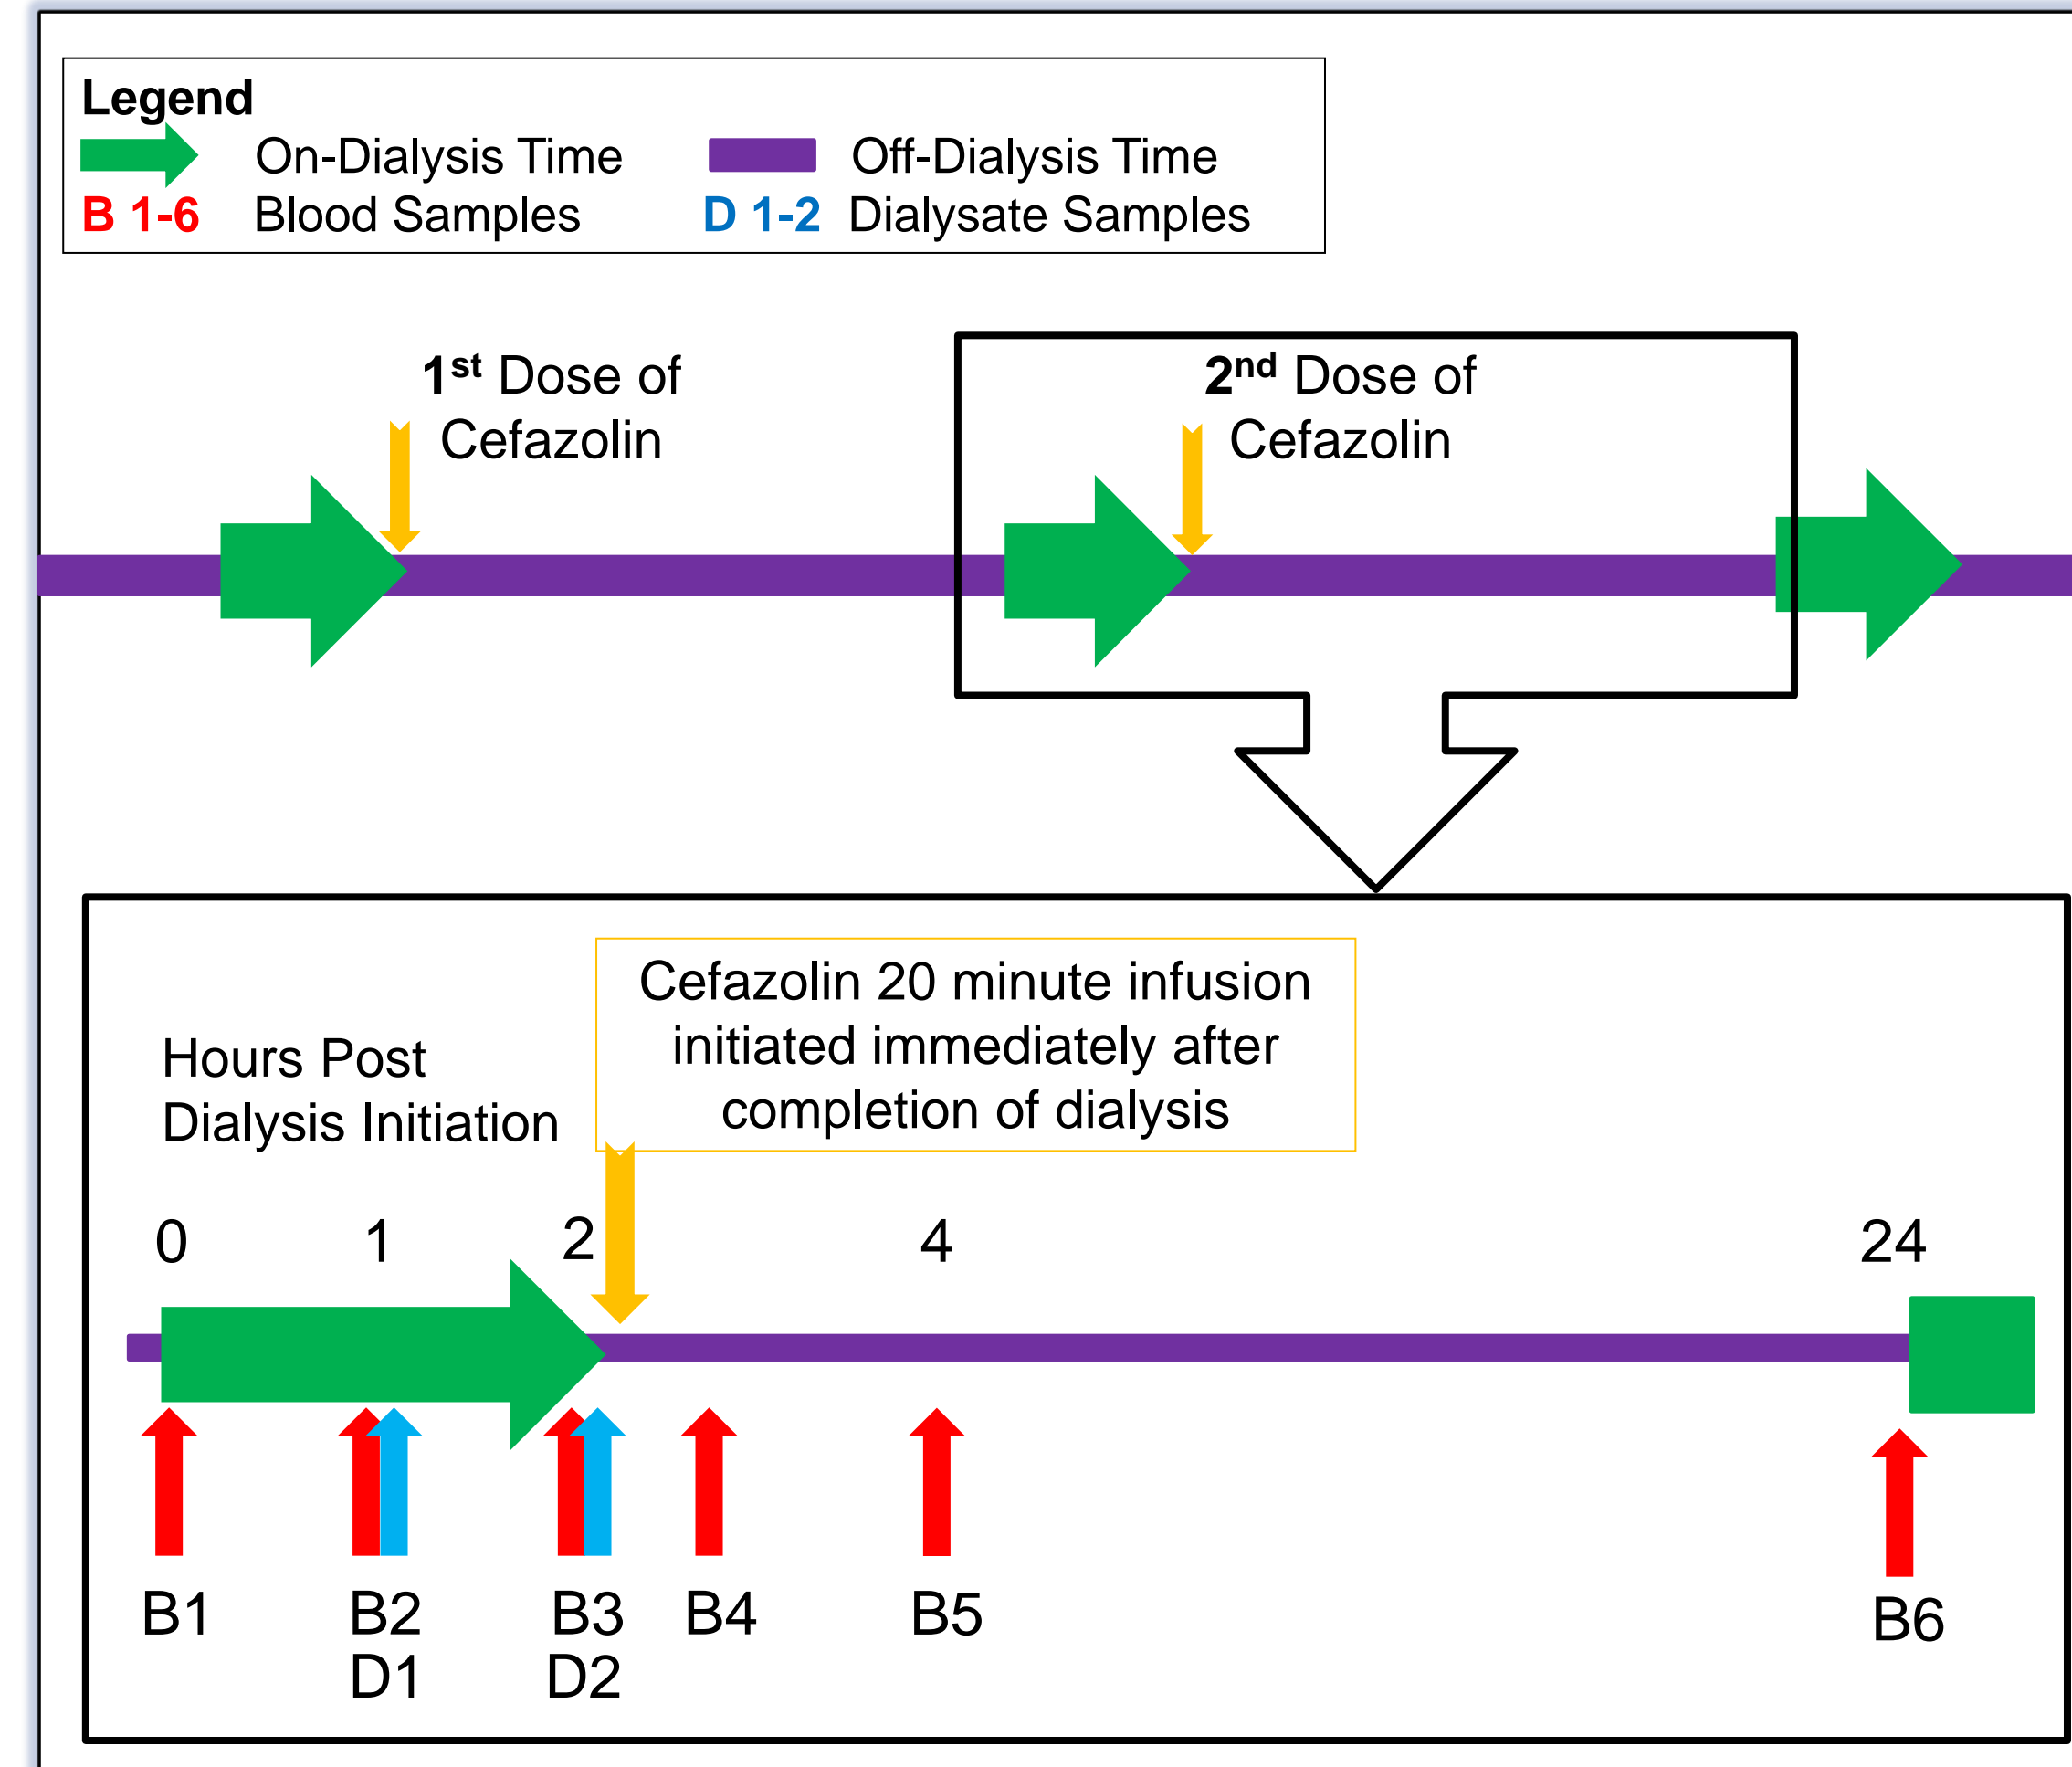 Legend
On-Dialysis Time Off-Dialysis Time
B 1-6 Blood Samples D 1-2 Dialysate Samples
1st Dose of
Cefazolin
2nd Dose of
Cefazolin
Cefazolin 20 minute infusion
initiated immediately after
completion of dialysis
Hours Post
Dialysis Initiation
0 1 2 4 24
B1 B2 B3 B4 B5 B6
D1 D2